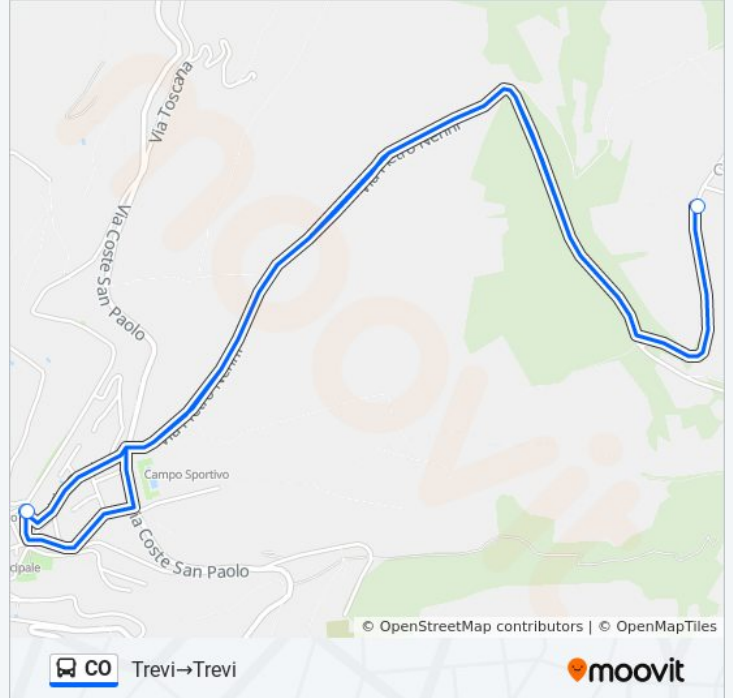 Via Toscana
Via Coste San Paolo
Via Pietro Nenni
C
Via Pietro Nenni
Campo Sportivo
Via Coste San Paolo
cipale
© OpenStreetMap contributors | © OpenMapTiles
CO Trevi→Trevi
moovit
moovit